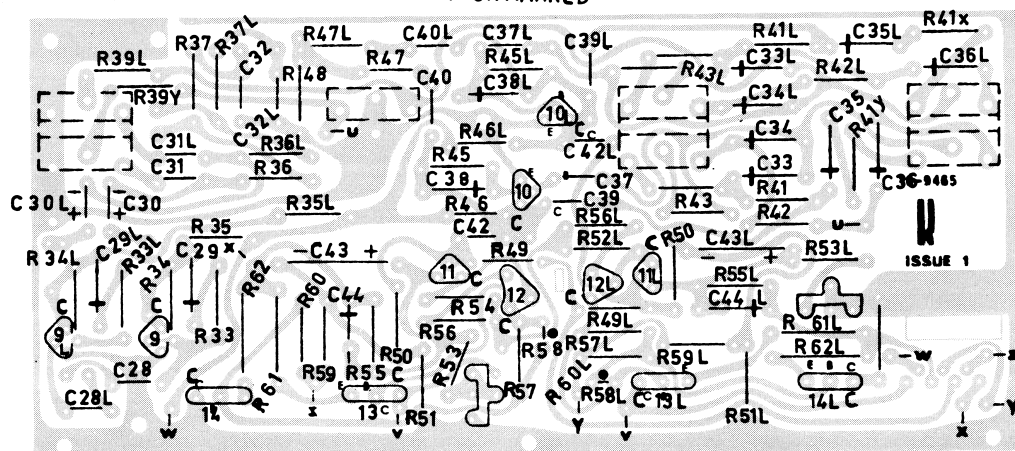 R39L
R37
R37L
C32
R47L
C40L
C37L
C39L
R41L
C35L
R41x
R48
R47
C40
R45L
C38L
R43L
C33L
R42L
C36L
R39Y
C32L
-u
10L
E
C
C
C34L
C35
R41y
C31L
R36L
R46L
C42L
C34
C31
R36
R45
C38
10
E
C37
C33
C36
-9465
C30L
C30
R35L
R46
C
C
C39
R43
R41
C42
R56L
R42
u-
R35
x
-C43 +
R49
R52L
C
R50
C43L
- +
R53L
ISSUE 1
R34L
C29L
R33L
R34
C29
R62
R60
C44
11
C
12
12L
11L
R55L
C44 L
C
9
C
9
R33
R54
C
C
R49L
R 61L
R56
R58
R57L
R62L
-w
C28
R59
R55
R50
R53
R59L
C
R61
E B C
R57
R60L
R58L
E B C
C28L
14
x
13
C
R51
C
13L
R51L
14L
C
-Y
w
v
Y
v
x